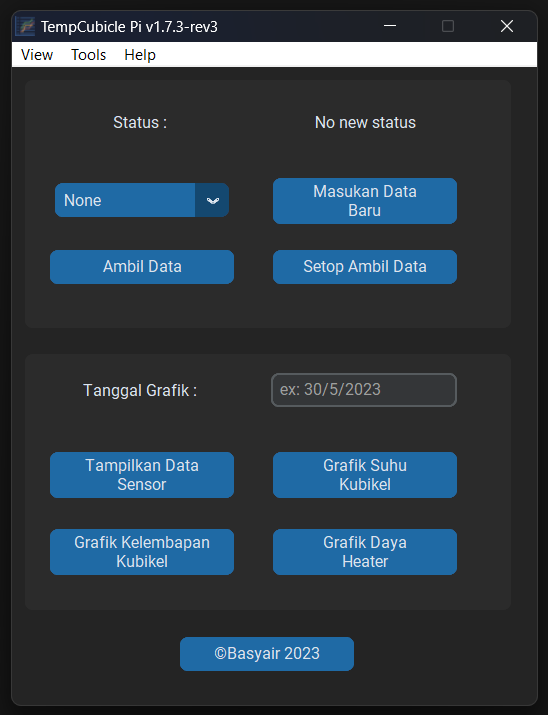 TempCubicle Pi v1.7.3-rev3
View Tools Help
Status : No new status
None
Masukan Data
Baru
Ambil Data
Setop Ambil Data
Tanggal Grafik : ex: 30/5/2023
Tampilkan Data
Sensor
Grafik Suhu
Kubikel
Grafik Kelembapan
Kubikel
Grafik Daya
Heater
©Basyair 2023